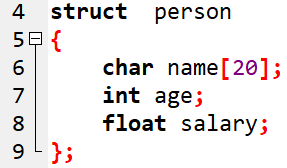 4 struct person
5 {
6 char name[20];
7 int age;
8 float salary;
9 };